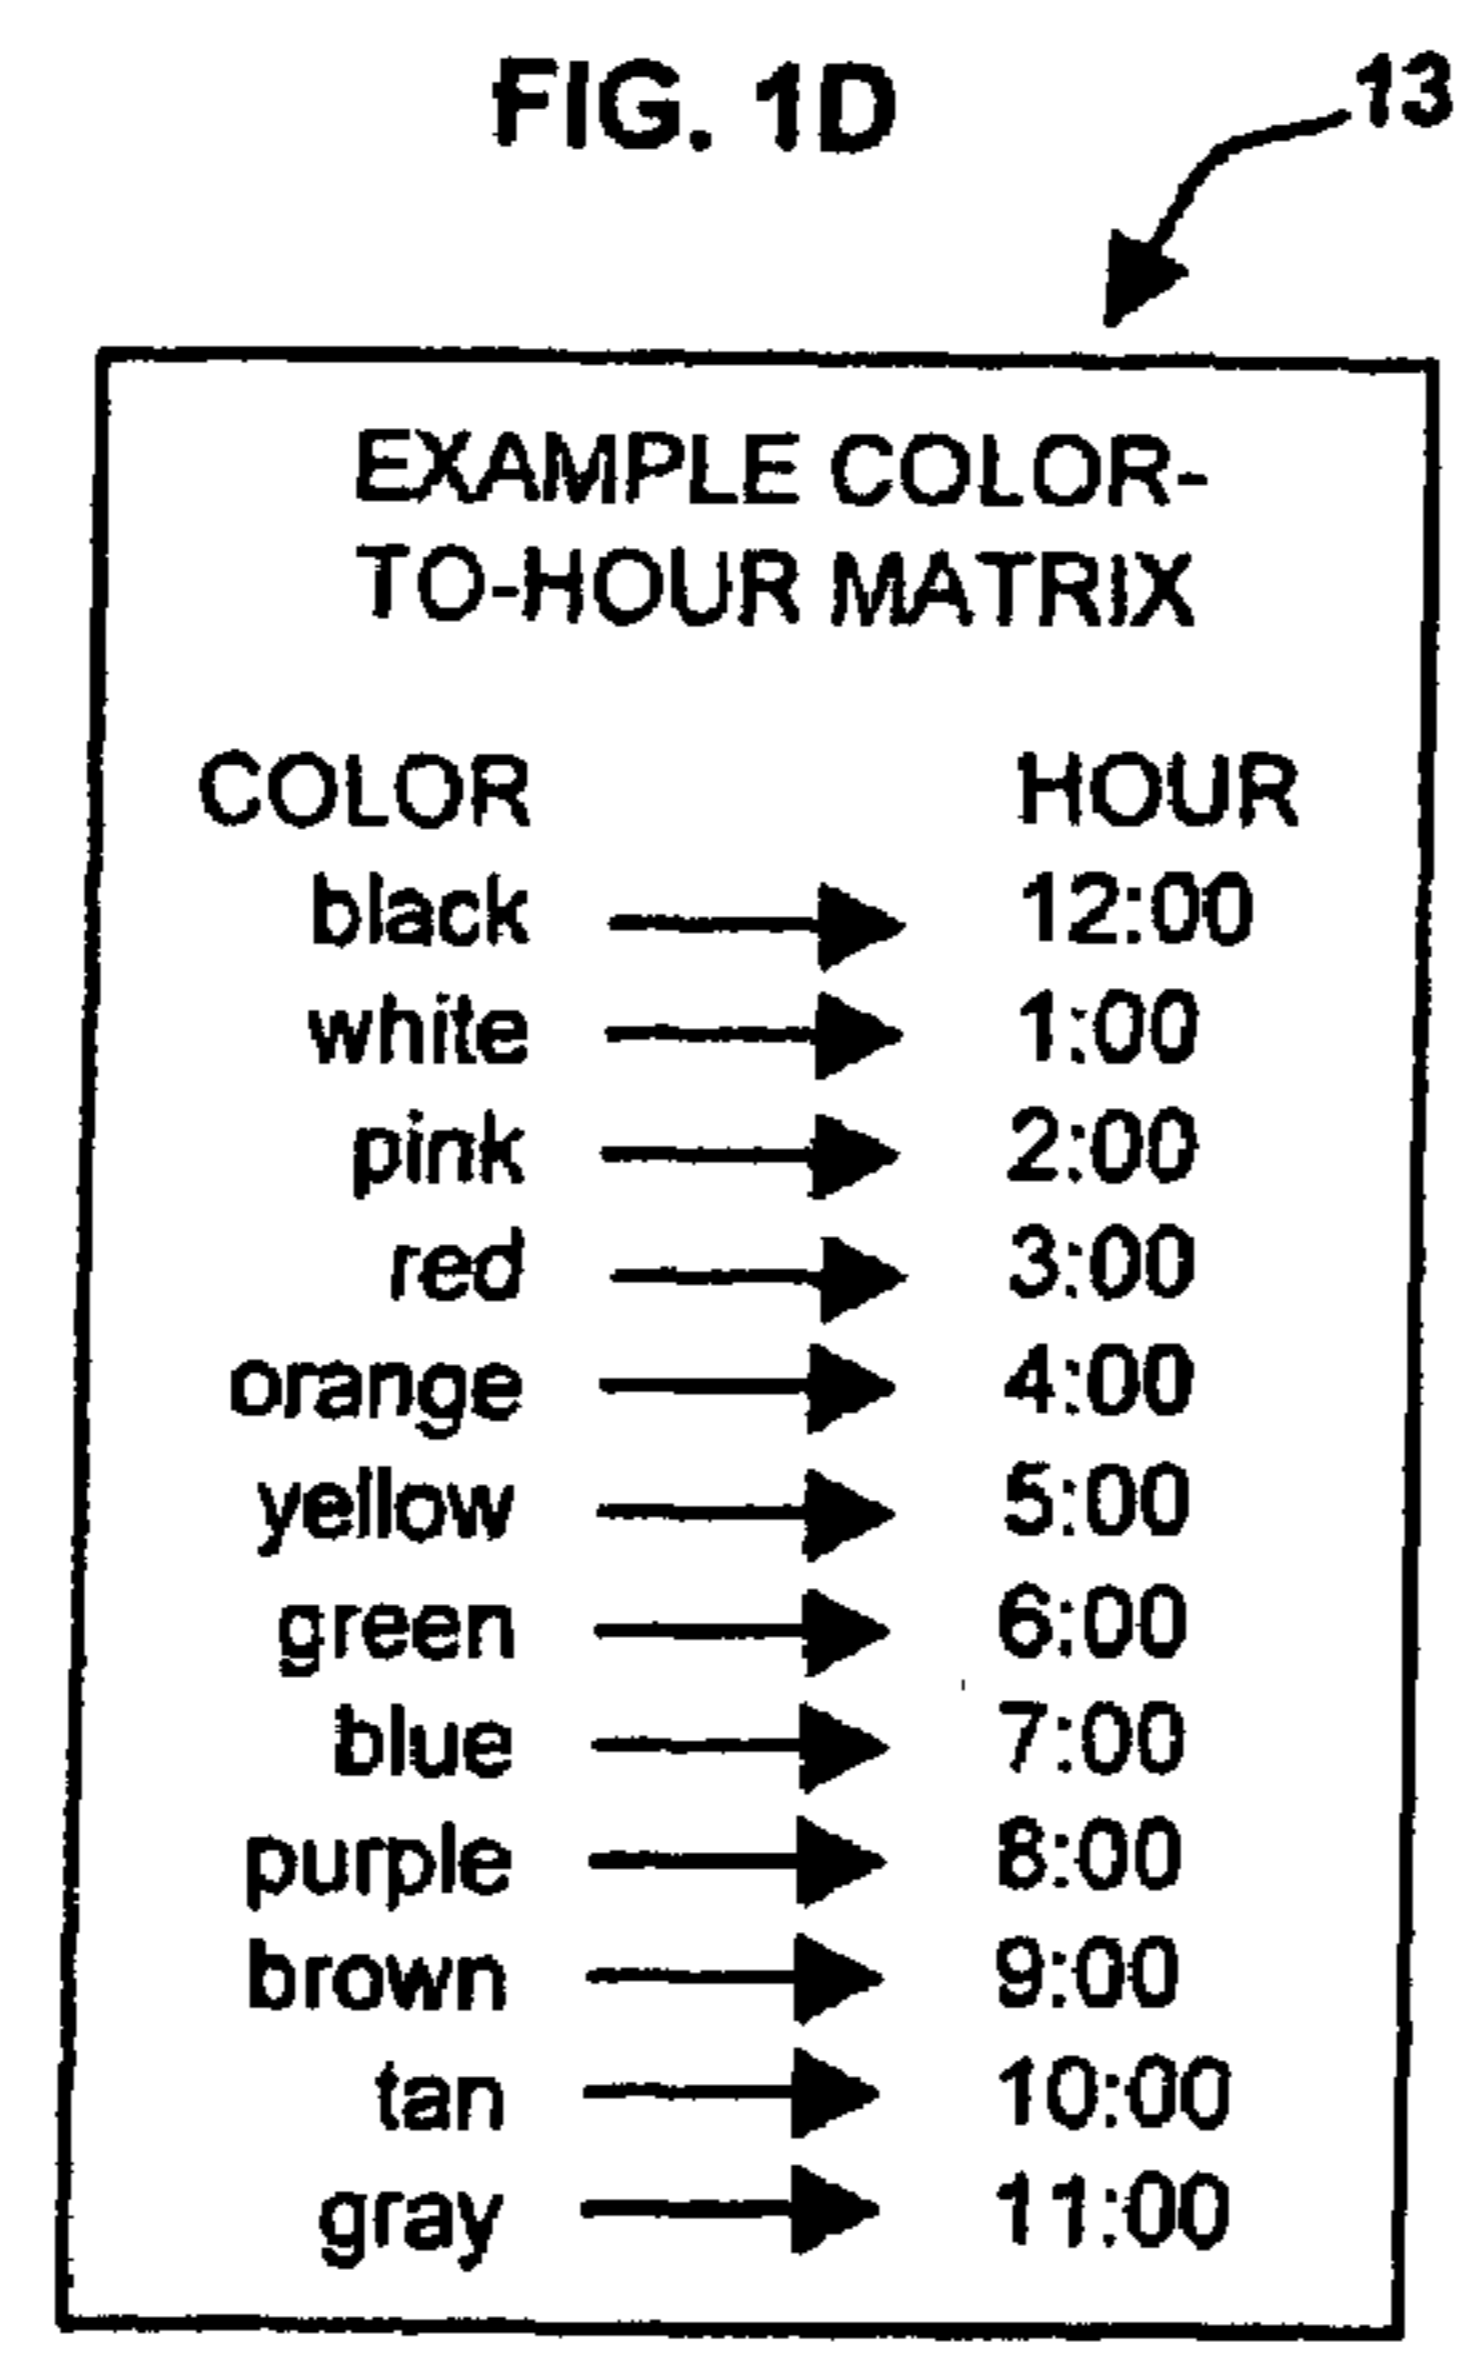 FIG. 1D
13
EXAMPLE COLOR-
TO-HOUR MATRIX
COLOR HOUR
black 12:00
white 1:00
pink 2:00
red 3:00
orange 4:00
yellow 5:00
green 6:00
blue 7:00
purple 8:00
brown 9:00
tan 10:00
gray 11:00